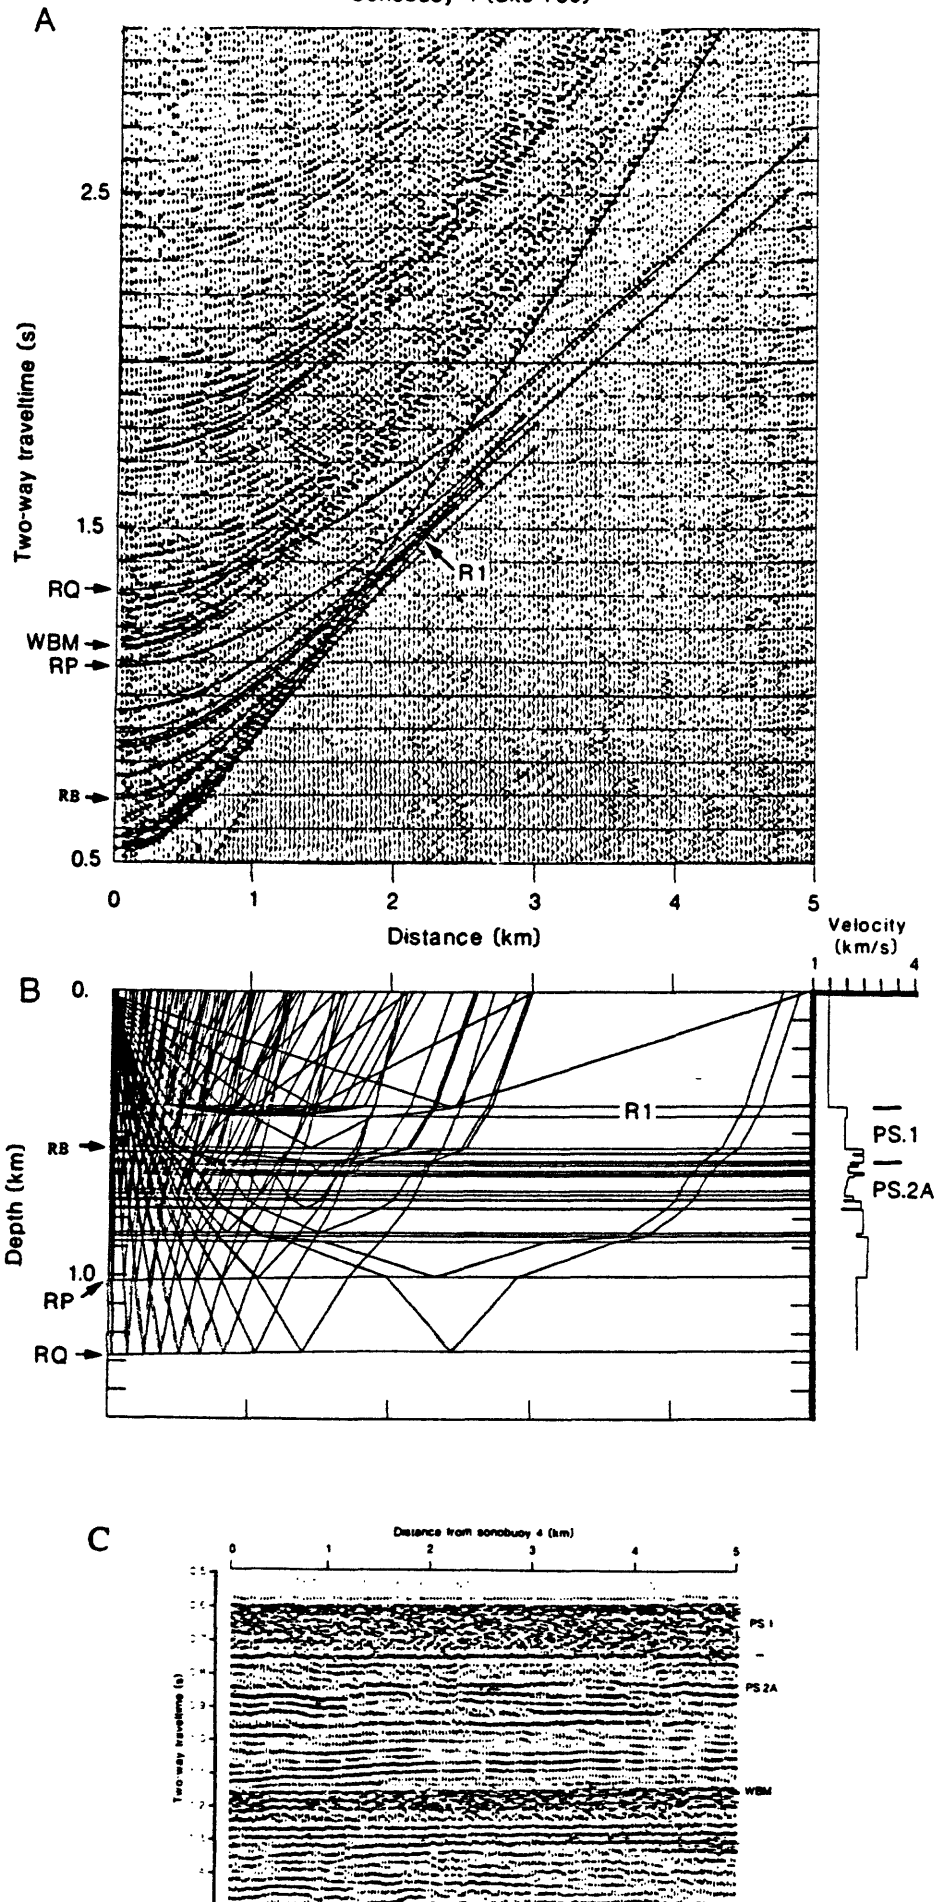 A
2.5
Two-way traveltime (s)
1.5
RQ
WBM
RP
R1
RB
0.5
0 1 2 3 4 5
Distance (km)
Velocity
(km/s)
1 4
B
0.
R1
PS.1
RB
PS.2A
Depth (km)
1.0
RP
RQ
C
Distance from sonobuoy 4 (km)
0 1 2 3 4 5
PS.1
PS.2A
Two-way traveltime (s)
WBM